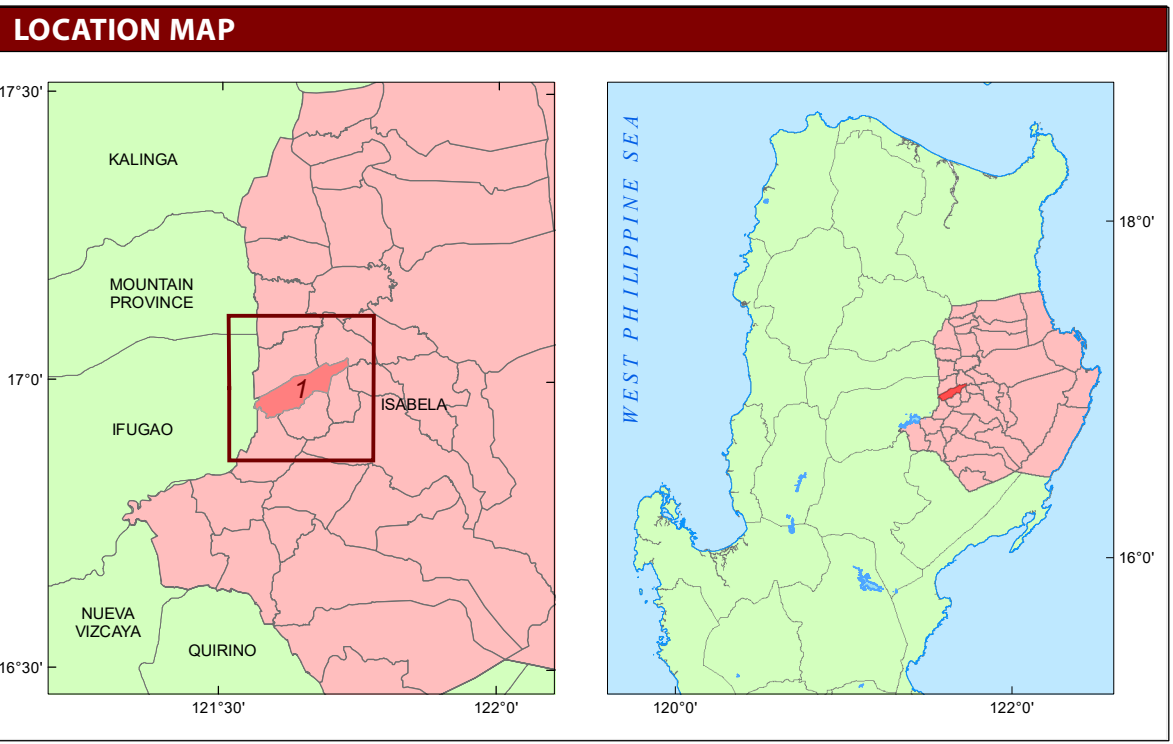 LOCATION MAP
17°30'
KALINGA
MOUNTAIN
PROVINCE
17°0'
1
ISABELA
IFUGAO
NUEVA
VIZCAYA
QUIRINO
16°30'
121°30'
122°0'
WEST PHILIPPINE SEA
18°0'
16°0'
120°0'
122°0'